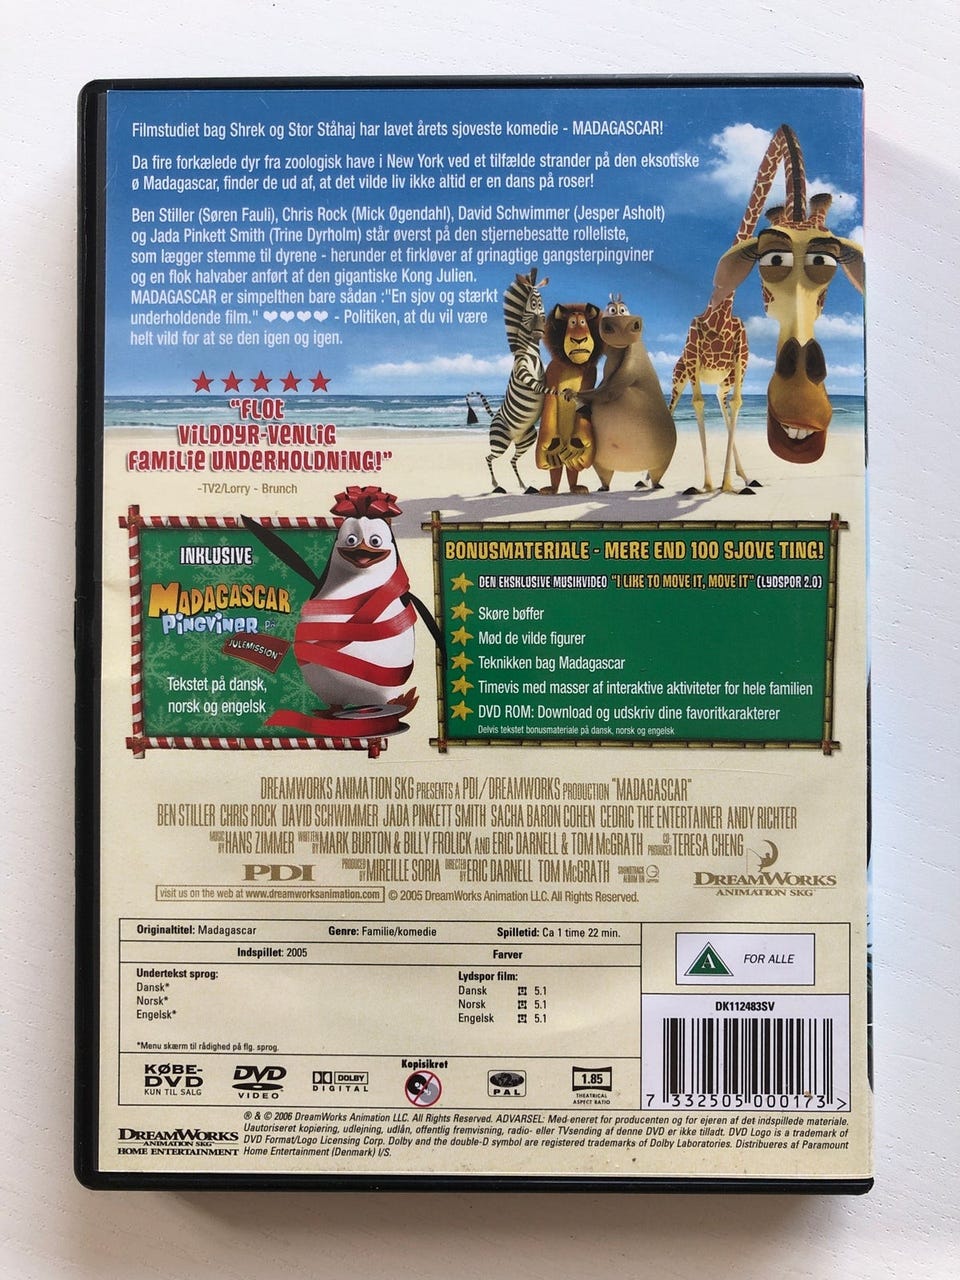 Filmstudiet bag Shrek og Stor Ståhaj har lavet årets sjoveste komedie - MADAGASCAR!
Da fire forkælede dyr fra zoologisk have i New York ved et tilfælde strander på den eksotiske
ø Madagascar, finder de ud af, at det vilde liv ikke altid er en dans på roser!
Ben Stiller (Søren Fauli), Chris Rock (Mick Øgendahl), David Schwimmer (Jesper Asholt)
og Jada Pinkett Smith (Trine Dyrholm) står øverst på den stjernebesatte rolleliste,
som lægger stemme til dyrene - herunder et firkløver af grinagtige gangsterpingviner
og en flok halvaber anført af den gigantiske Kong Julien.
MADAGASCAR er simpelthen bare sådan :"En sjov og stærkt
underholdende film." ❤❤❤❤ - Politiken, at du vil være
helt vild for at se den igen og igen.
★★★★★
"FLOT
VILDDYR-VENLIG
FAMILIE UNDERHOLDNING!"
-TV2/Lorry - Brunch
INKLUSIVE
MADAGASCAR
PINGVINER På
JULEMISSION
Tekstet på dansk,
norsk og engelsk
BONUSMATERIALE - MERE END 100 SJOVE TING!
DEN EKSKLUSIVE MUSIKVIDEO "I LIKE TO MOVE IT, MOVE IT" (LYDSPOR 2.0)
Skøre bøffer
Mød de vilde figurer
Teknikken bag Madagascar
Timevis med masser af interaktive aktiviteter for hele familien
DVD ROM: Download og udskriv dine favoritkarakterer
Delvis tekstet bonusmateriale på dansk, norsk og engelsk
DREAMWORKS ANIMATION SKG PRESENTS A PDI/DREAMWORKS PRODUCTION "MADAGASCAR"
BEN STILLER CHRIS ROCK DAVID SCHWIMMER JADA PINKETT SMITH SACHA BARON COHEN CEDRIC THE ENTERTAINER ANDY RICHTER
MUSIC BY HANS ZIMMER WRITTEN BY MARK BURTON & BILLY FROLICK AND ERIC DARNELL & TOM McGRATH CO-PRODUCER TERESA CHENG
PDI PRODUCED BY MIREILLE SORIA DIRECTED BY ERIC DARNELL TOM McGRATH SOUNDTRACK ALBUM ON
DREAMWORKS
ANIMATION SKG
visit us on the web at www.dreamworksanimation.com © 2005 DreamWorks Animation LLC. All Rights Reserved.
Originaltitel: Madagascar Genre: Familie/komedie Spilletid: Ca 1 time 22 min.
Indspillet: 2005 Farver
Undertekst sprog:
Dansk*
Norsk*
Engelsk*
*Menu skærm til rådighed på flg. sprog.
Lydspor film:
Dansk 5.1
Norsk 5.1
Engelsk 5.1
A FOR ALLE
DK112483SV
7 332505 000173 >
KØBE-
DVD
KUN TIL SALG
DVD
VIDEO
DOLBY
DIGITAL
Kopisikret
PAL
1.85
THEATRICAL
ASPECT RATIO
DREAMWORKS
ANIMATION SKG
HOME ENTERTAINMENT
® & © 2006 DreamWorks Animation LLC. All Rights Reserved. ADVARSEL: Med-eneret for producenten og for ejeren af det indspillede materiale.
Uautoriseret kopiering, udlejning, udlån, offentlig fremvisning, radio- eller TVsending af denne DVD er ikke tilladt. DVD Logo is a trademark of
DVD Format/Logo Licensing Corp. Dolby and the double-D symbol are registered trademarks of Dolby Laboratories. Distribueres af Paramount
Home Entertainment (Denmark) I/S.